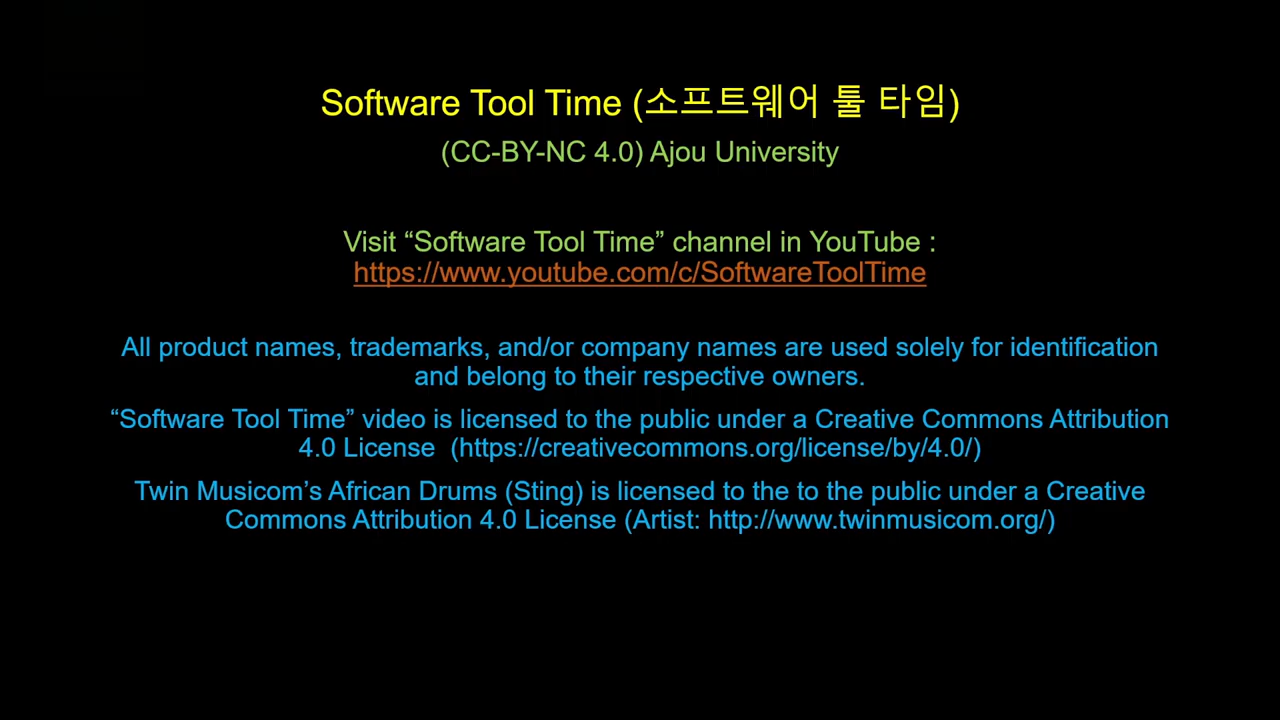 Software Tool Time (소프트웨어 툴 타임)
(CC-BY-NC 4.0) Ajou University
Visit “Software Tool Time” channel in YouTube :
https://www.youtube.com/c/SoftwareToolTime
All product names, trademarks, and/or company names are used solely for identification
and belong to their respective owners.
“Software Tool Time” video is licensed to the public under a Creative Commons Attribution
4.0 License  (https://creativecommons.org/license/by/4.0/)
Twin Musicom’s African Drums (Sting) is licensed to the to the public under a Creative
Commons Attribution 4.0 License (Artist: http://www.twinmusicom.org/)